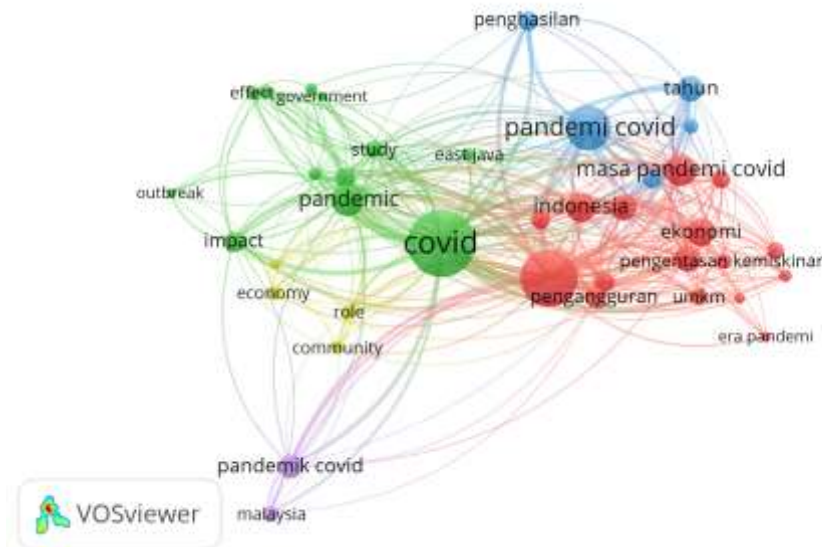 penghasilan
effect
government
tahun
pandemi covid
study
east java
masa pandemi covid
outbreak
pandemic
indonesia
impact
covid
ekonomi
pengentasan kemiskinan
economy
pengangguran
umkm
role
era pandemi
community
pandemik covid
malaysia
VOSviewer